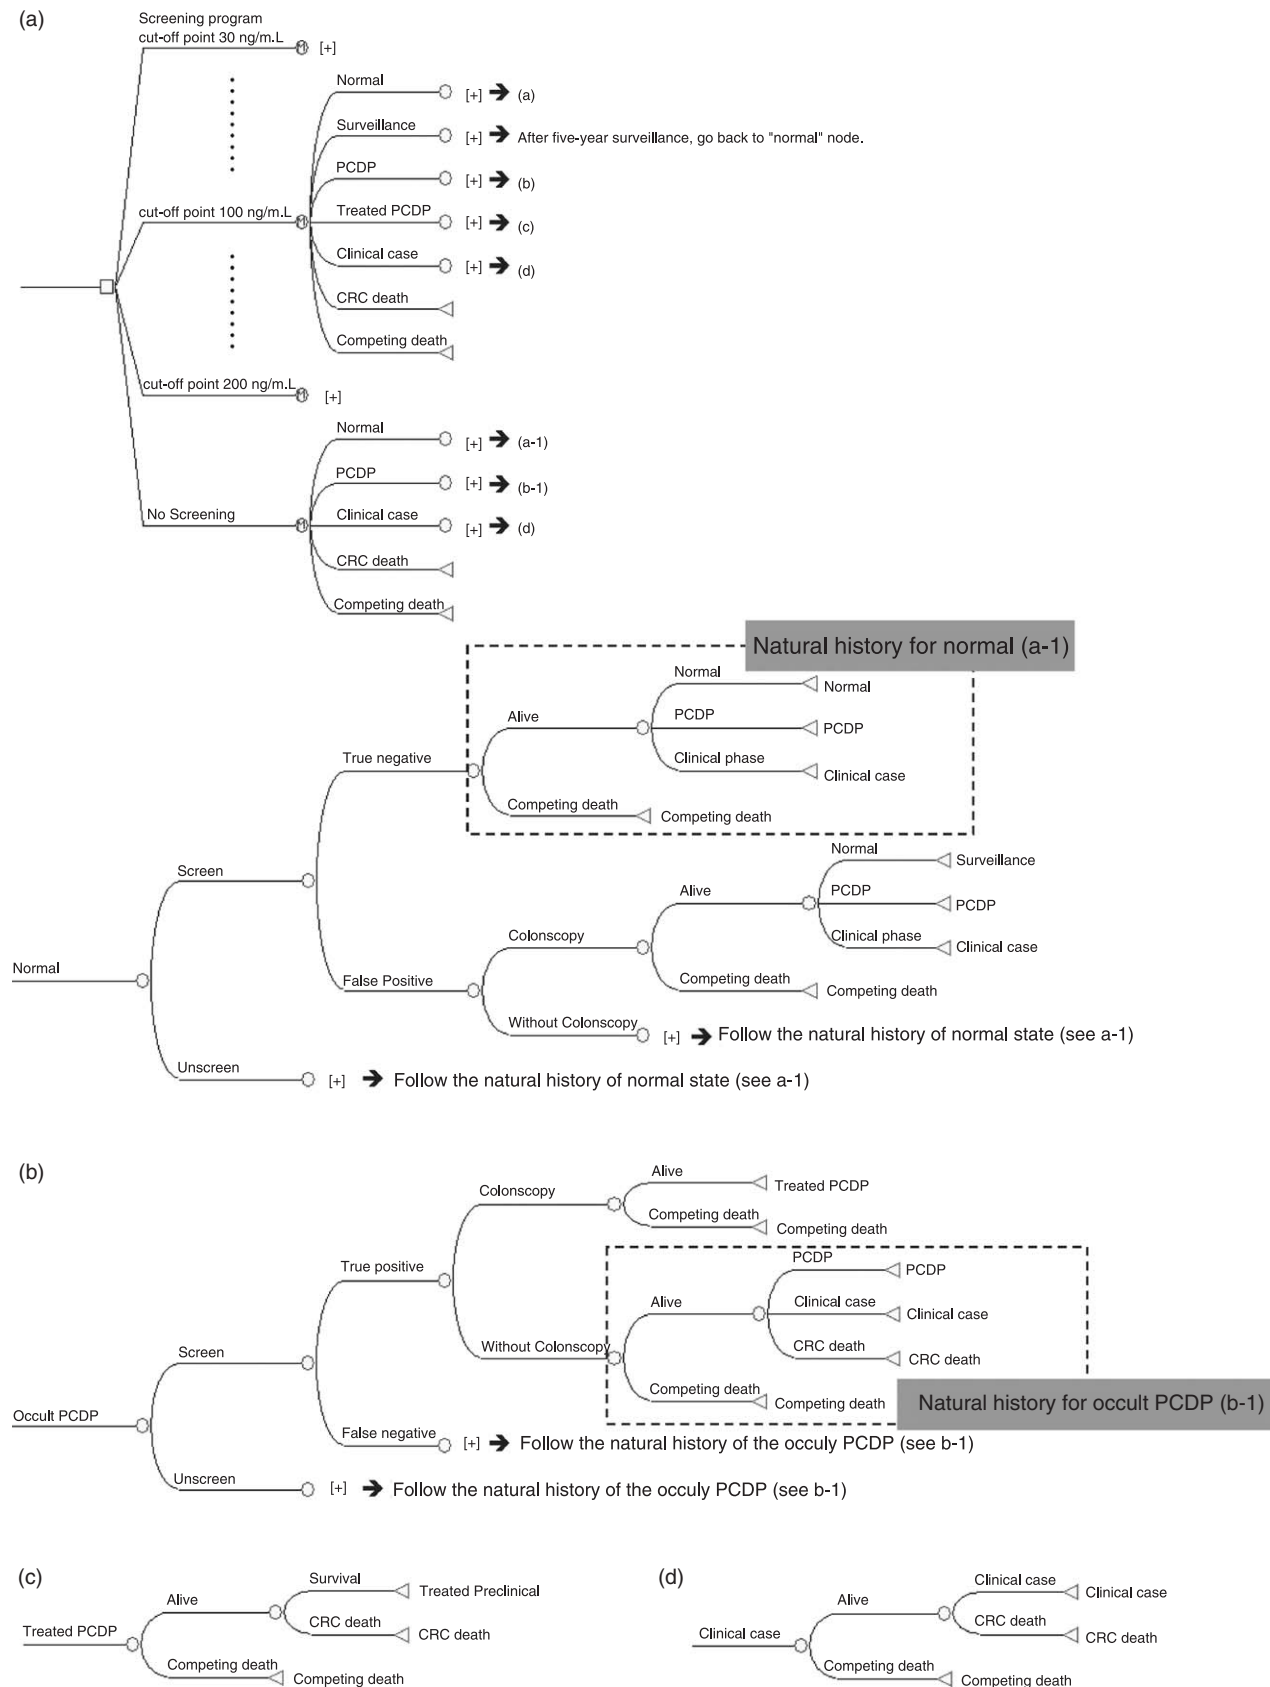 (a)
Screening program
cut-off point 30 ng/m.L
M [+]
Normal
[+] ➔ (a)
Surveillance
[+] ➔ After five-year surveillance, go back to "normal" node.
PCDP
[+] ➔ (b)
cut-off point 100 ng/m.L
M
Treated PCDP
[+] ➔ (c)
Clinical case
[+] ➔ (d)
CRC death
Competing death
cut-off point 200 ng/m.L
M [+]
Normal
[+] ➔ (a-1)
PCDP
[+] ➔ (b-1)
No Screening
M
Clinical case
[+] ➔ (d)
CRC death
Competing death
Natural history for normal (a-1)
Normal
Normal
Alive
PCDP
PCDP
True negative
Clinical phase
Clinical case
Competing death
Competing death
Normal
Surveillance
Screen
Alive
PCDP
PCDP
Colonscopy
Clinical phase
Clinical case
Normal
False Positive
Competing death
Competing death
Without Colonscopy
[+] ➔ Follow the natural history of normal state (see a-1)
Unscreen
[+] ➔ Follow the natural history of normal state (see a-1)
(b)
Alive
Treated PCDP
Colonscopy
Competing death
Competing death
True positive
PCDP
PCDP
Alive
Clinical case
Clinical case
Without Colonscopy
CRC death
CRC death
Screen
Competing death
Competing death
Natural history for occult PCDP (b-1)
Occult PCDP
False negative
[+] ➔ Follow the natural history of the occuly PCDP (see b-1)
Unscreen
[+] ➔ Follow the natural history of the occuly PCDP (see b-1)
(c)
Survival
Treated Preclinical
Alive
CRC death
CRC death
Treated PCDP
Competing death
Competing death
(d)
Clinical case
Clinical case
Alive
CRC death
CRC death
Clinical case
Competing death
Competing death